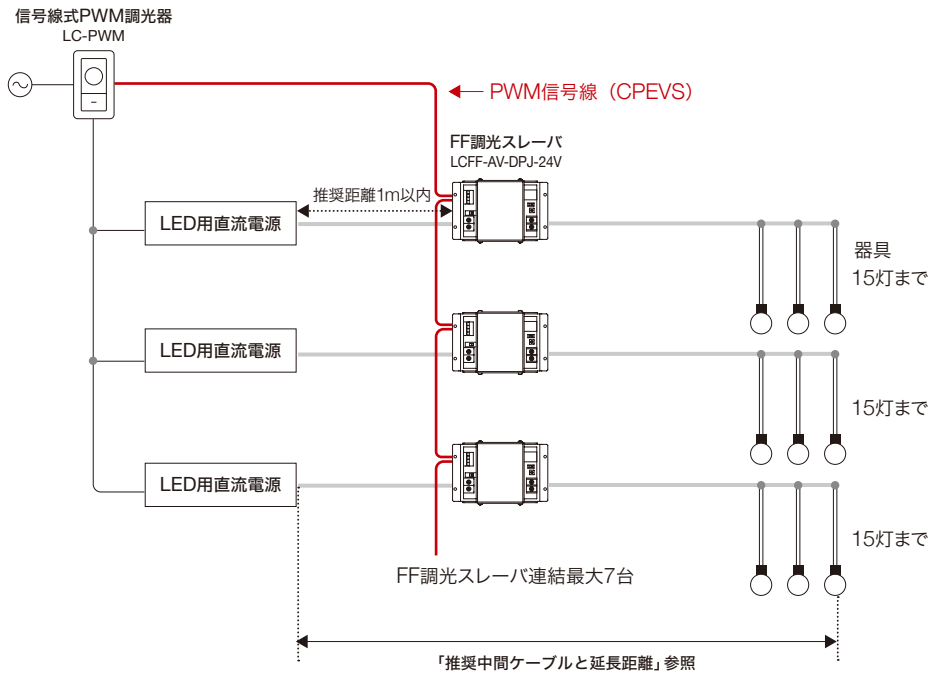 信号線式PWM調光器
LC-PWM
PWM信号線（CPEVS）
FF調光スレーバ
LCFF-AV-DPJ-24V
推奨距離1m以内
LED用直流電源
器具
15灯まで
LED用直流電源
15灯まで
LED用直流電源
15灯まで
FF調光スレーバ連結最大7台
「推奨中間ケーブルと延長距離」参照